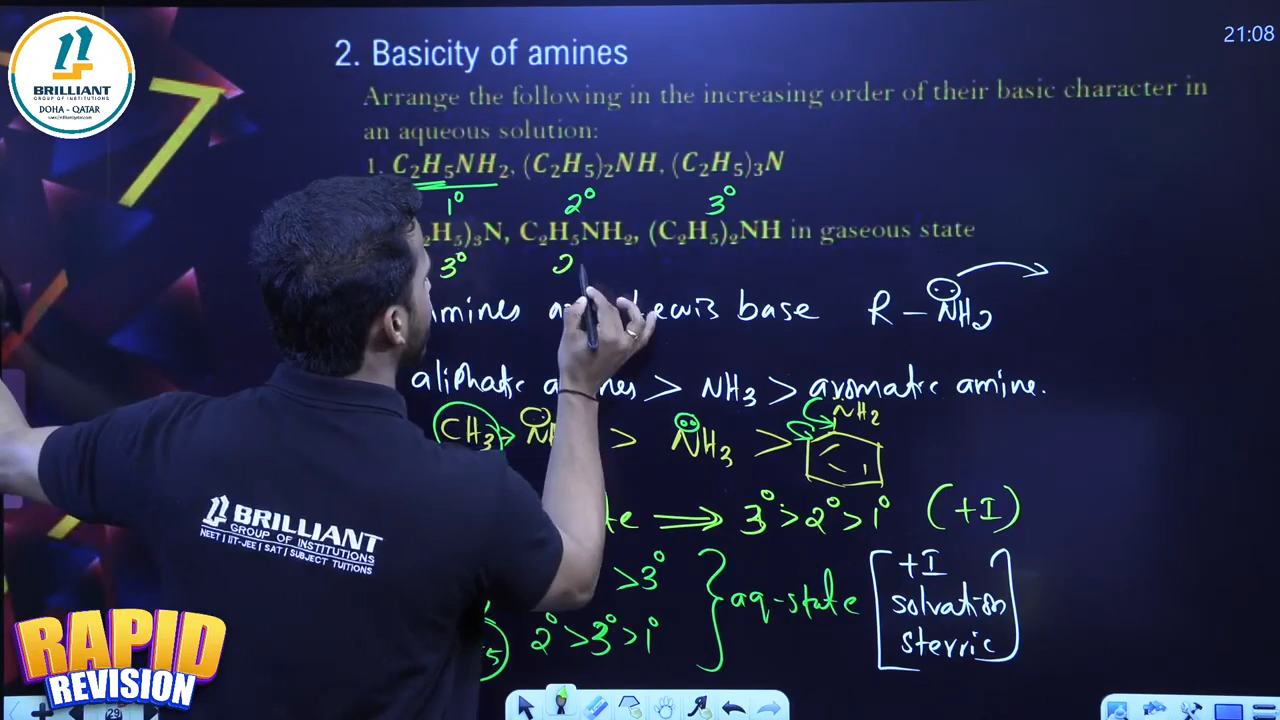 BRILLIANT
GROUP OF INSTITUTIONS
DOHA - QATAR
21:08
2. Basicity of amines
Arrange the following in the increasing order of their basic character in
an aqueous solution:
1. C₂H₅NH₂, (C₂H₅)₂NH, (C₂H₅)₃N
1° 2° 3°
₂H₅)₃N, C₂H₅NH₂, (C₂H₅)₂NH in gaseous state
3° 2
amines Lewis base R – NH₂
aliphatic amines > NH₃ > aromatic amine.
CH₃ > NH₃ > NH₂
⟹ 3° > 2° > 1° (+I)
> 3° } aq-state [ +I
solvation
sterric ]
2° > 3° > 1°
BRILLIANT
GROUP OF INSTITUTIONS
NEET | IIT-JEE | SAT | SUBJECT TUITIONS
RAPID
REVISION
29